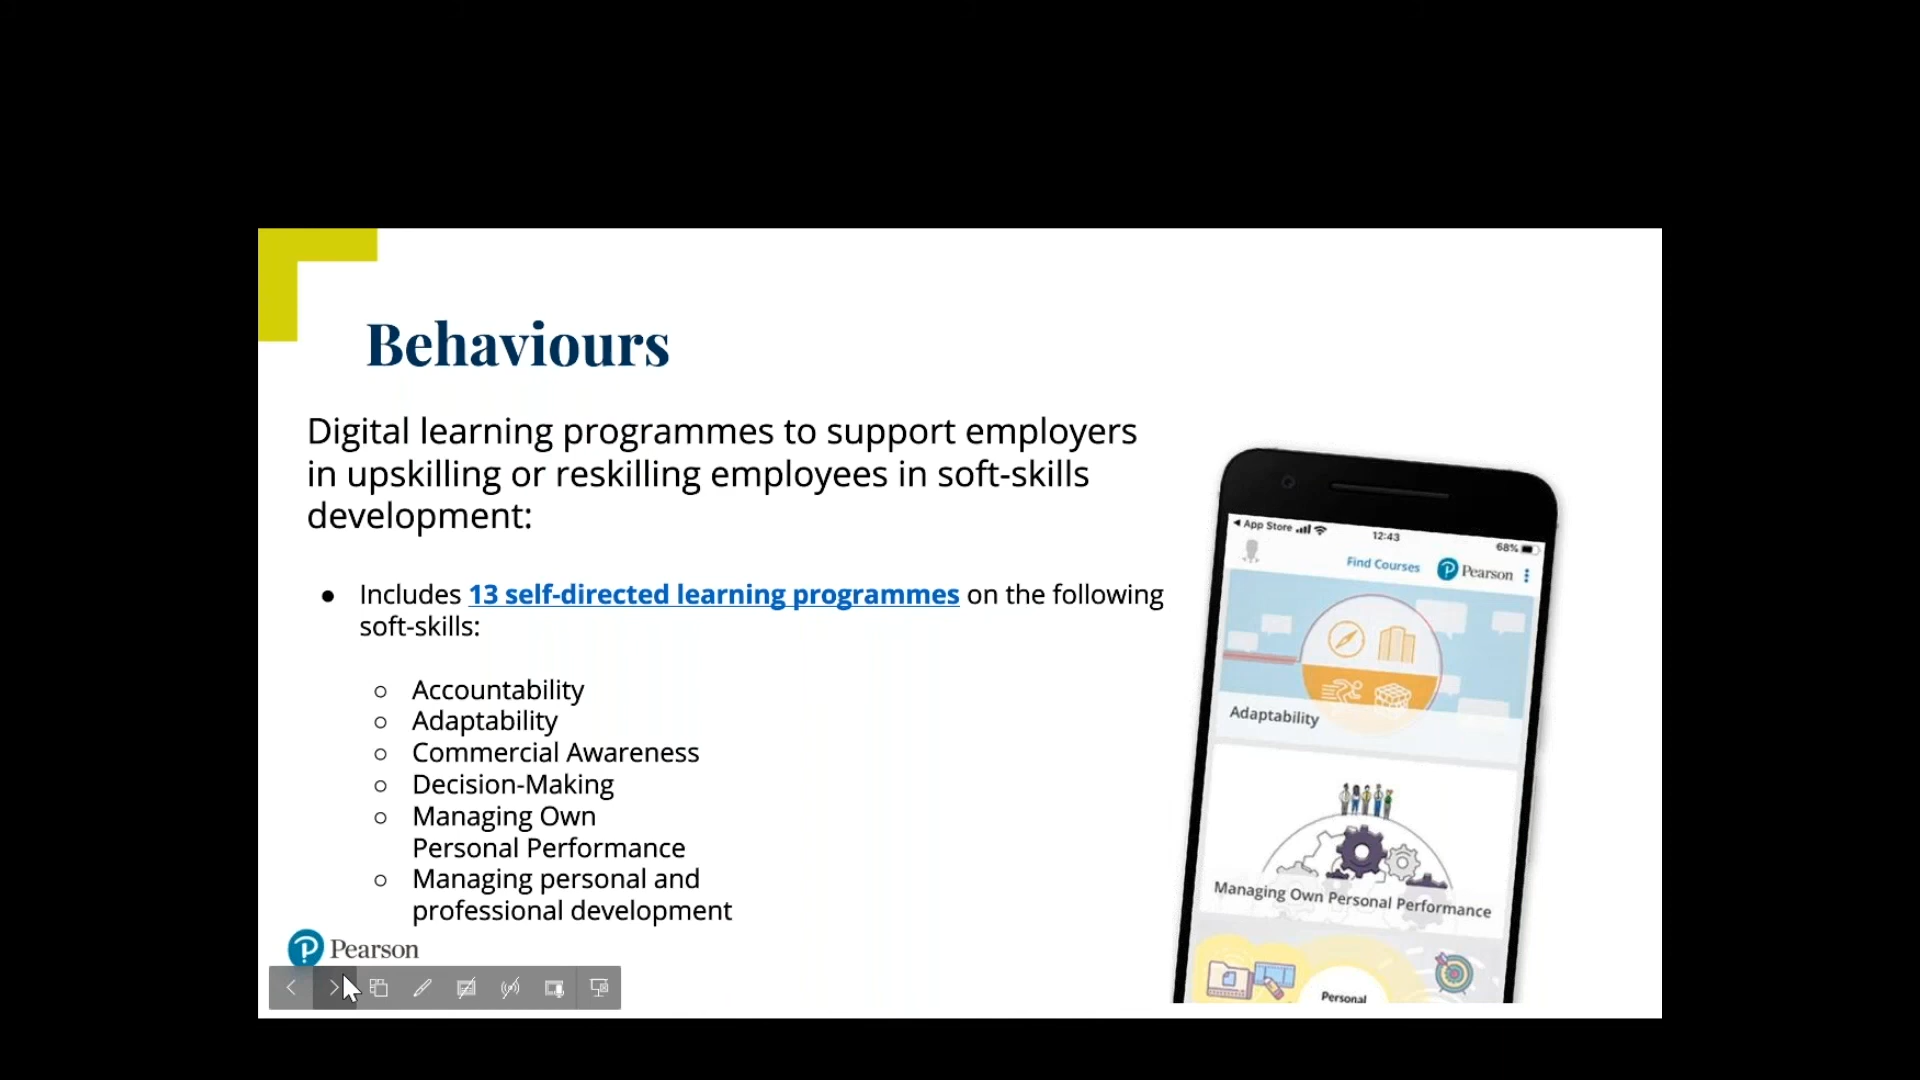 Behaviours
Digital learning programmes to support employers
in upskilling or reskilling employees in soft-skills
development:
● Includes 13 self-directed learning programmes on the following
soft-skills:
○ Accountability
○ Adaptability
○ Commercial Awareness
○ Decision-Making
○ Managing Own
Personal Performance
○ Managing personal and
professional development
Pearson
App Store 12:43 68%
Find Courses Pearson
Adaptability
Managing Own Personal Performance
Personal